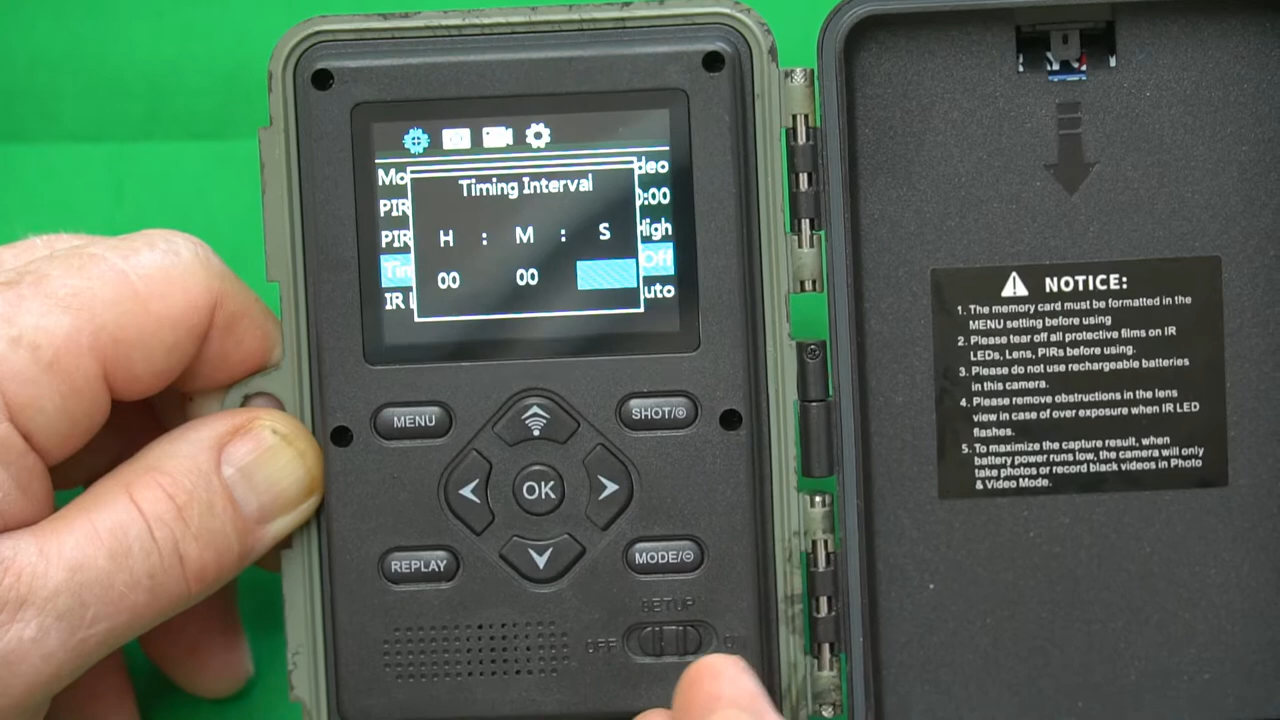 Mo
deo
Timing Interval
PIR
0:00
H : M : S
PIR
High
Tim
Off
00 00
IR
uto
MENU
SHOT/⊕
OK
REPLAY
MODE/⊖
SETUP
OFF
NOTICE:
1. The memory card must be formatted in the
MENU setting before using
2. Please tear off all protective films on IR
LEDs, Lens, PIRs before using.
3. Please do not use rechargeable batteries
in this camera.
4. Please remove obstructions in the lens
view in case of over exposure when IR LED
flashes.
5. To maximize the capture result, when
battery power runs low, the camera will only
take photos or record black videos in Photo
& Video Mode.